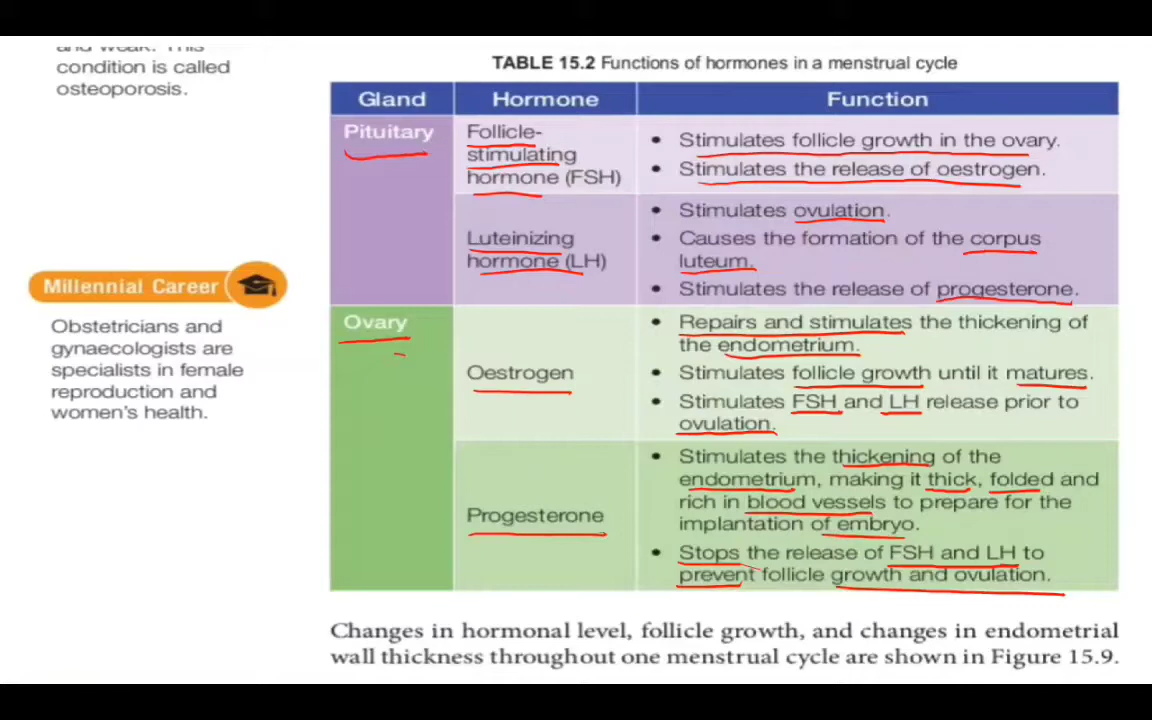 and weak. This
condition is called
osteoporosis.
TABLE 15.2 Functions of hormones in a menstrual cycle
Gland Hormone Function
Pituitary
Follicle-
stimulating
hormone (FSH)
• Stimulates follicle growth in the ovary.
• Stimulates the release of oestrogen.
Luteinizing
hormone (LH)
• Stimulates ovulation.
• Causes the formation of the corpus
luteum.
• Stimulates the release of progesterone.
Millennial Career
Obstetricians and
gynaecologists are
specialists in female
reproduction and
women's health.
Ovary
Oestrogen
• Repairs and stimulates the thickening of
the endometrium.
• Stimulates follicle growth until it matures.
• Stimulates FSH and LH release prior to
ovulation.
Progesterone
• Stimulates the thickening of the
endometrium, making it thick, folded and
rich in blood vessels to prepare for the
implantation of embryo.
• Stops the release of FSH and LH to
prevent follicle growth and ovulation.
Changes in hormonal level, follicle growth, and changes in endometrial
wall thickness throughout one menstrual cycle are shown in Figure 15.9.